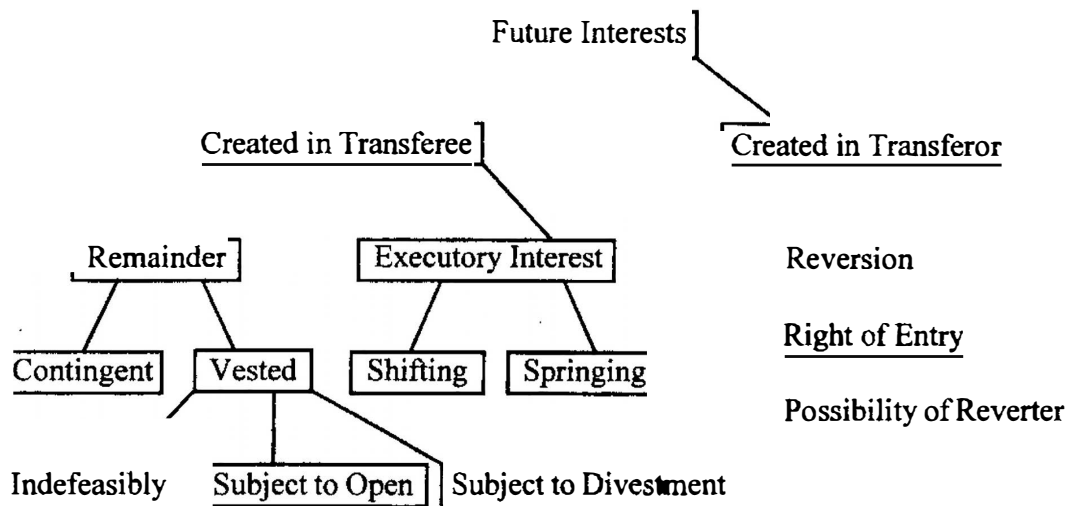 Future Interests
Created in Transferee
Created in Transferor
Remainder
Executory Interest
Reversion
Right of Entry
Contingent
Vested
Shifting
Springing
Possibility of Reverter
Indefeasibly
Subject to Open
Subject to Divestment